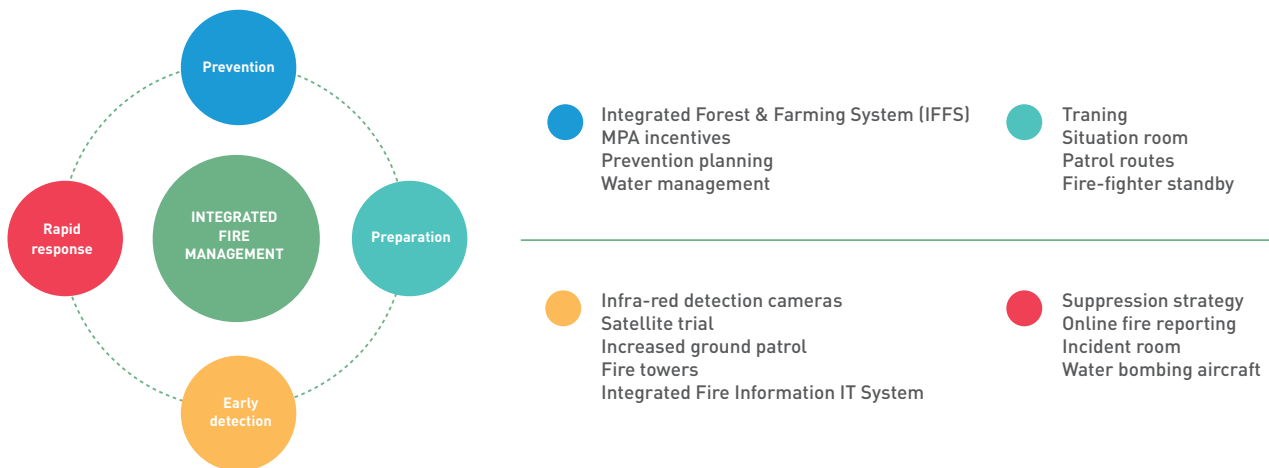 Prevention
Rapid
response
INTEGRATED
FIRE
MANAGEMENT
Preparation
Early
detection
Integrated Forest & Farming System (IFFS)
MPA incentives
Prevention planning
Water management
Traning
Situation room
Patrol routes
Fire-fighter standby
Infra-red detection cameras
Satellite trial
Increased ground patrol
Fire towers
Integrated Fire Information IT System
Suppression strategy
Online fire reporting
Incident room
Water bombing aircraft